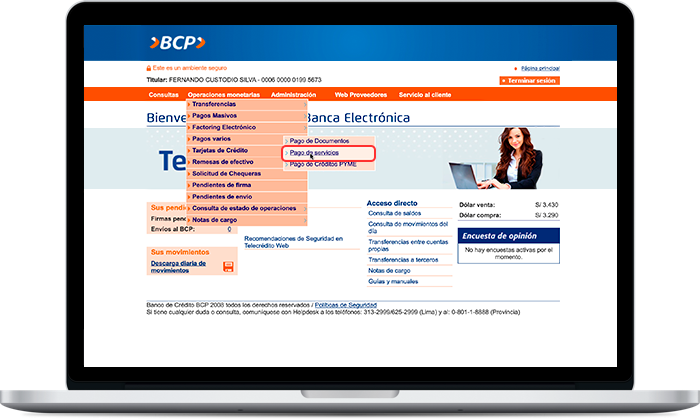 BCP
Este es un ambiente seguro
Página principal
Titular: FERNANDO CUSTODIO SILVA - 0006 0000 0199 5673
Terminar sesión
Consultas Operaciones monetarias Administración Web Proveedores Servicio al cliente
Transferencias
Pagos Masivos
Factoring Electrónico
Pagos varios
Tarjetas de Crédito
Remesas de efectivo
Solicitud de Chequeras
Pendientes de firma
Pendientes de envío
Consulta de estado de operaciones
Notas de cargo
Pago de Documentos
Pago de servicios
Pago de Créditos PYME
Bienve Banca Electrónica
Te
Sus pendi
Firmas pend
Envíos al BCP: 0
Sus movimientos
Descarga diaria de
movimientos
Recomendaciones de Seguridad en
Telecrédito Web
Acceso directo
Consulta de saldos
Consulta de movimientos del
día
Transferencias entre cuentas
propias
Transferencias a terceros
Notas de cargo
Guías y manuales
Dólar venta: S/ 3.430
Dólar compra: S/ 3.290
Encuesta de opinión
No hay encuestas activas por el
momento.
Banco de Crédito BCP 2008 todos los derechos reservados / Políticas de Seguridad
Si tiene cualquier duda o consulta, comuníquese con Helpdesk a los teléfonos: 313-2999/625-2999 (Lima) y al: 0-801-1-8888 (Provincia)